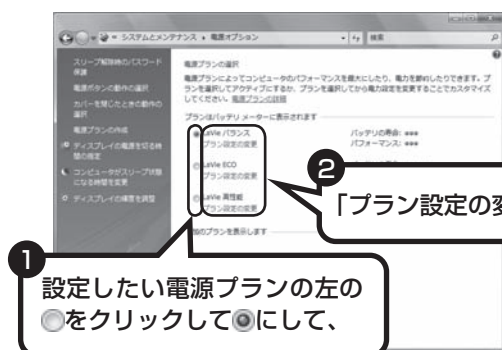 システムとメンテナンス ▸ 電源オプション
検索
スリープ解除時のパスワード
保護
電源ボタンの動作の選択
カバーを閉じたときの動作の
選択
電源プランの作成
ディスプレイの電源を切る時
間の指定
コンピュータがスリープ状態
になる時間を変更
ディスプレイの輝度を調整
電源プランの選択
電源プランによってコンピュータのパフォーマンスを最大にしたり、電力を節約したりできます。プ
ランを選択してアクティブにするか、プランを選択してから電力設定を変更することでカスタマイズ
してください。電源プランの詳細
プランはバッテリ メーターに表示されます
LaVie バランス
プラン設定の変更
バッテリの寿命:
パフォーマンス:
LaVie ECO
プラン設定の変更
LaVie 高性能
プラン設定の変更
のプランを表示します
2
「プラン設定の変
1
設定したい電源プランの左の
をクリックして にして、